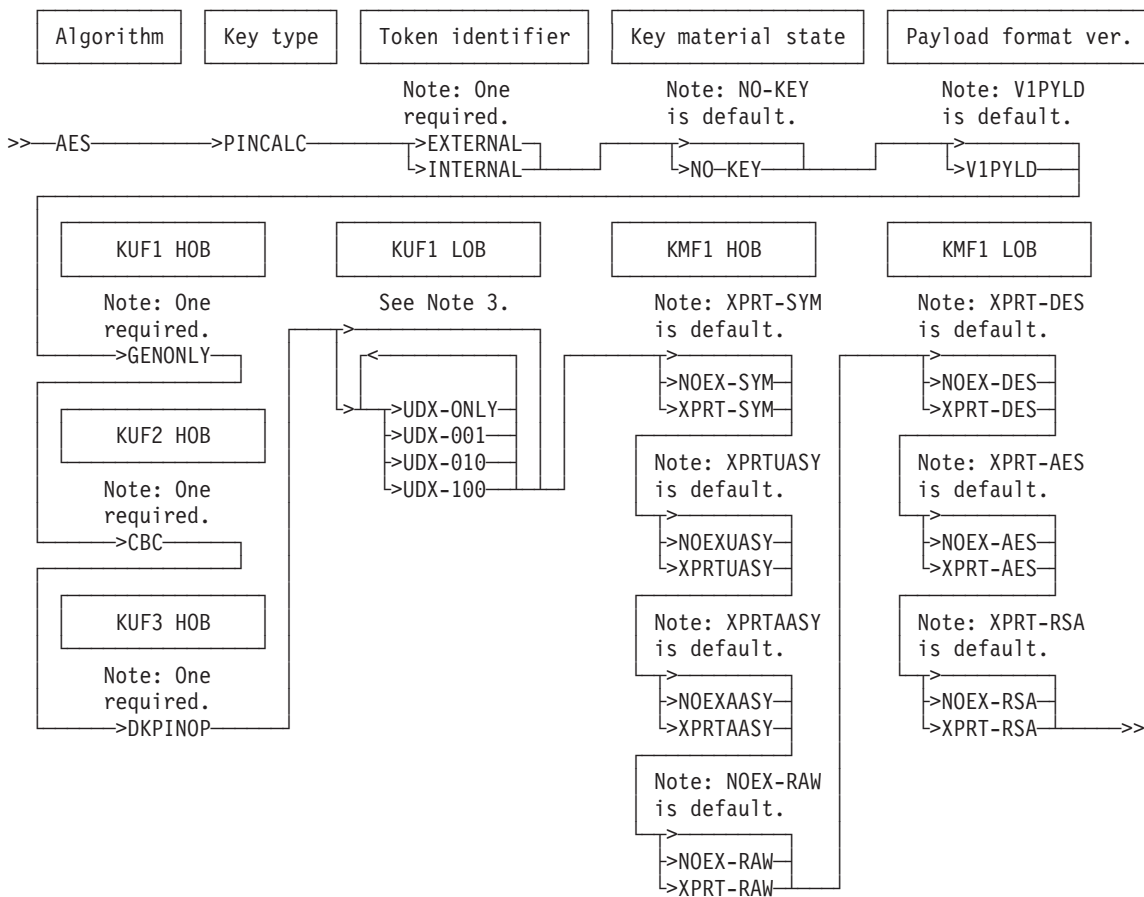 Algorithm Key type Token identifier Key material state Payload format ver.
Note: One Note: NO-KEY Note: V1PYLD
required. is default. is default.
>>—AES—>PINCALC—>EXTERNAL > >
>INTERNAL >NO-KEY >V1PYLD
KUF1 HOB KUF1 LOB KMF1 HOB KMF1 LOB
Note: One See Note 3. Note: XPRT-SYM Note: XPRT-DES
required. > is default. is default.
>GENONLY < > >
>NOEX-SYM >NOEX-DES
> >UDX-ONLY >XPRT-SYM >XPRT-DES
KUF2 HOB >UDX-001
>UDX-010 Note: XPRTUASY Note: XPRT-AES
Note: One >UDX-100 is default. is default.
required. > >
>CBC >NOEXUASY >NOEX-AES
>XPRTUASY >XPRT-AES
KUF3 HOB Note: XPRTAASY Note: XPRT-RSA
is default. is default.
Note: One > >
required. >NOEXAASY >NOEX-RSA
>DKPINOP >XPRTAASY >XPRT-RSA >>
Note: NOEX-RAW
is default.
>
>NOEX-RAW
>XPRT-RAW